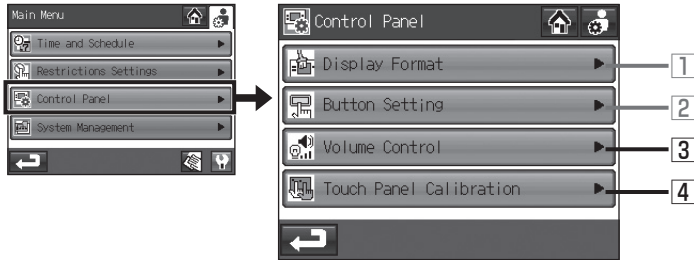 Main Menu
Time and Schedule
Restrictions Settings
Control Panel
System Management
Control Panel
Display Format
1
Button Setting
2
Volume Control
3
Touch Panel Calibration
4